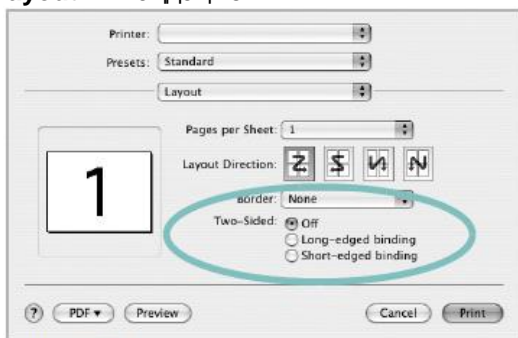 Printer:
Presets: Standard
Layout
Pages per Sheet: 1
Layout Direction:
Border: None
1
Two-Sided: Off
Long-edged binding
Short-edged binding
? PDF Preview Cancel Print